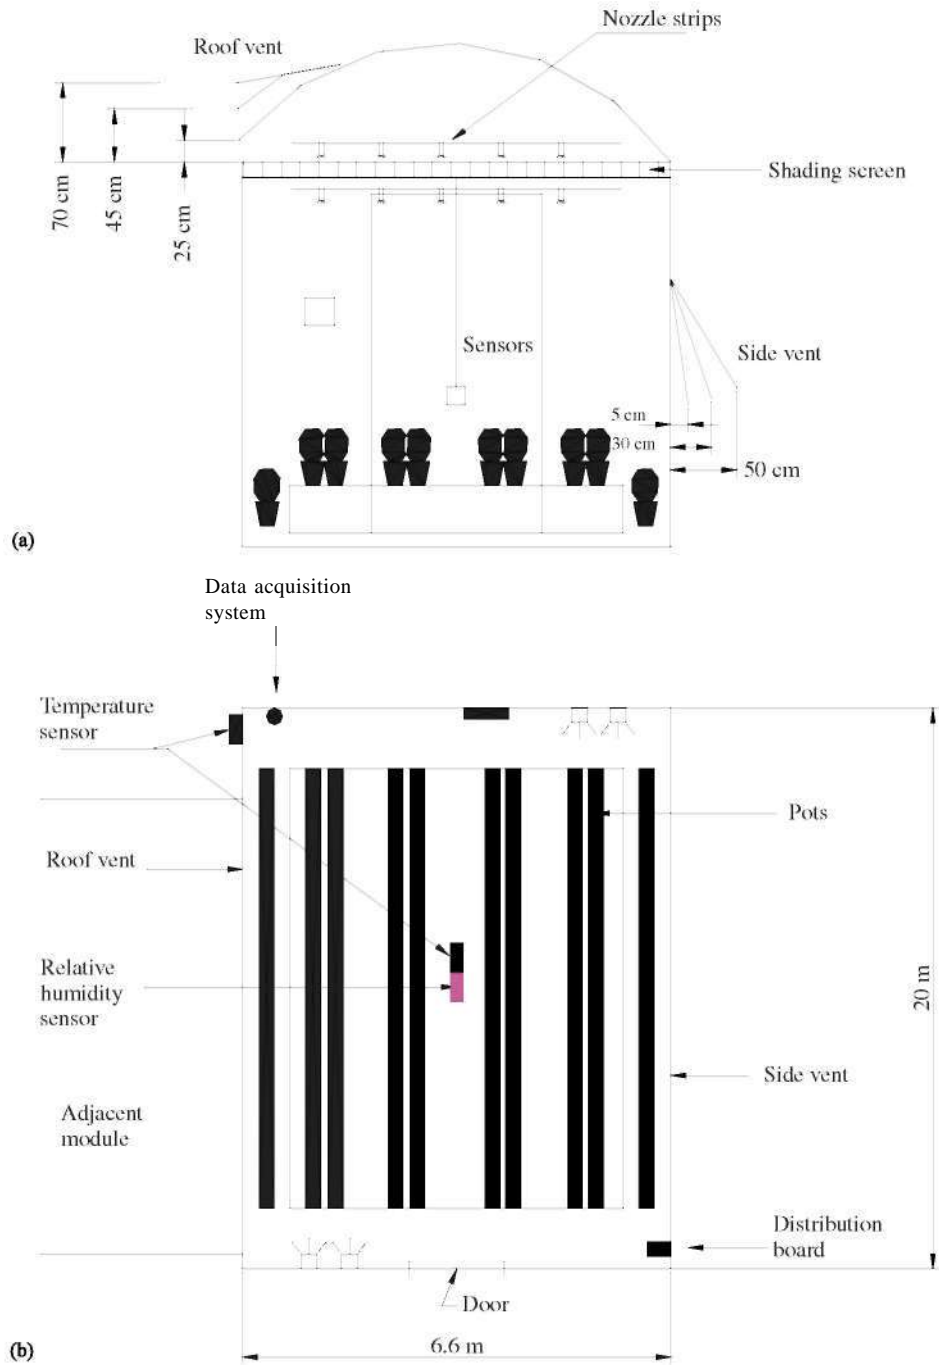 Nozzle strips
Roof vent
Shading screen
70 cm
45 cm
25 cm
Sensors
Side vent
5 cm
30 cm
50 cm
(a)
Data acquisition
system
Temperature
sensor
Pots
Roof vent
Relative
humidity
sensor
20 m
Side vent
Adjacent
module
Distribution
board
Door
(b)
6.6 m